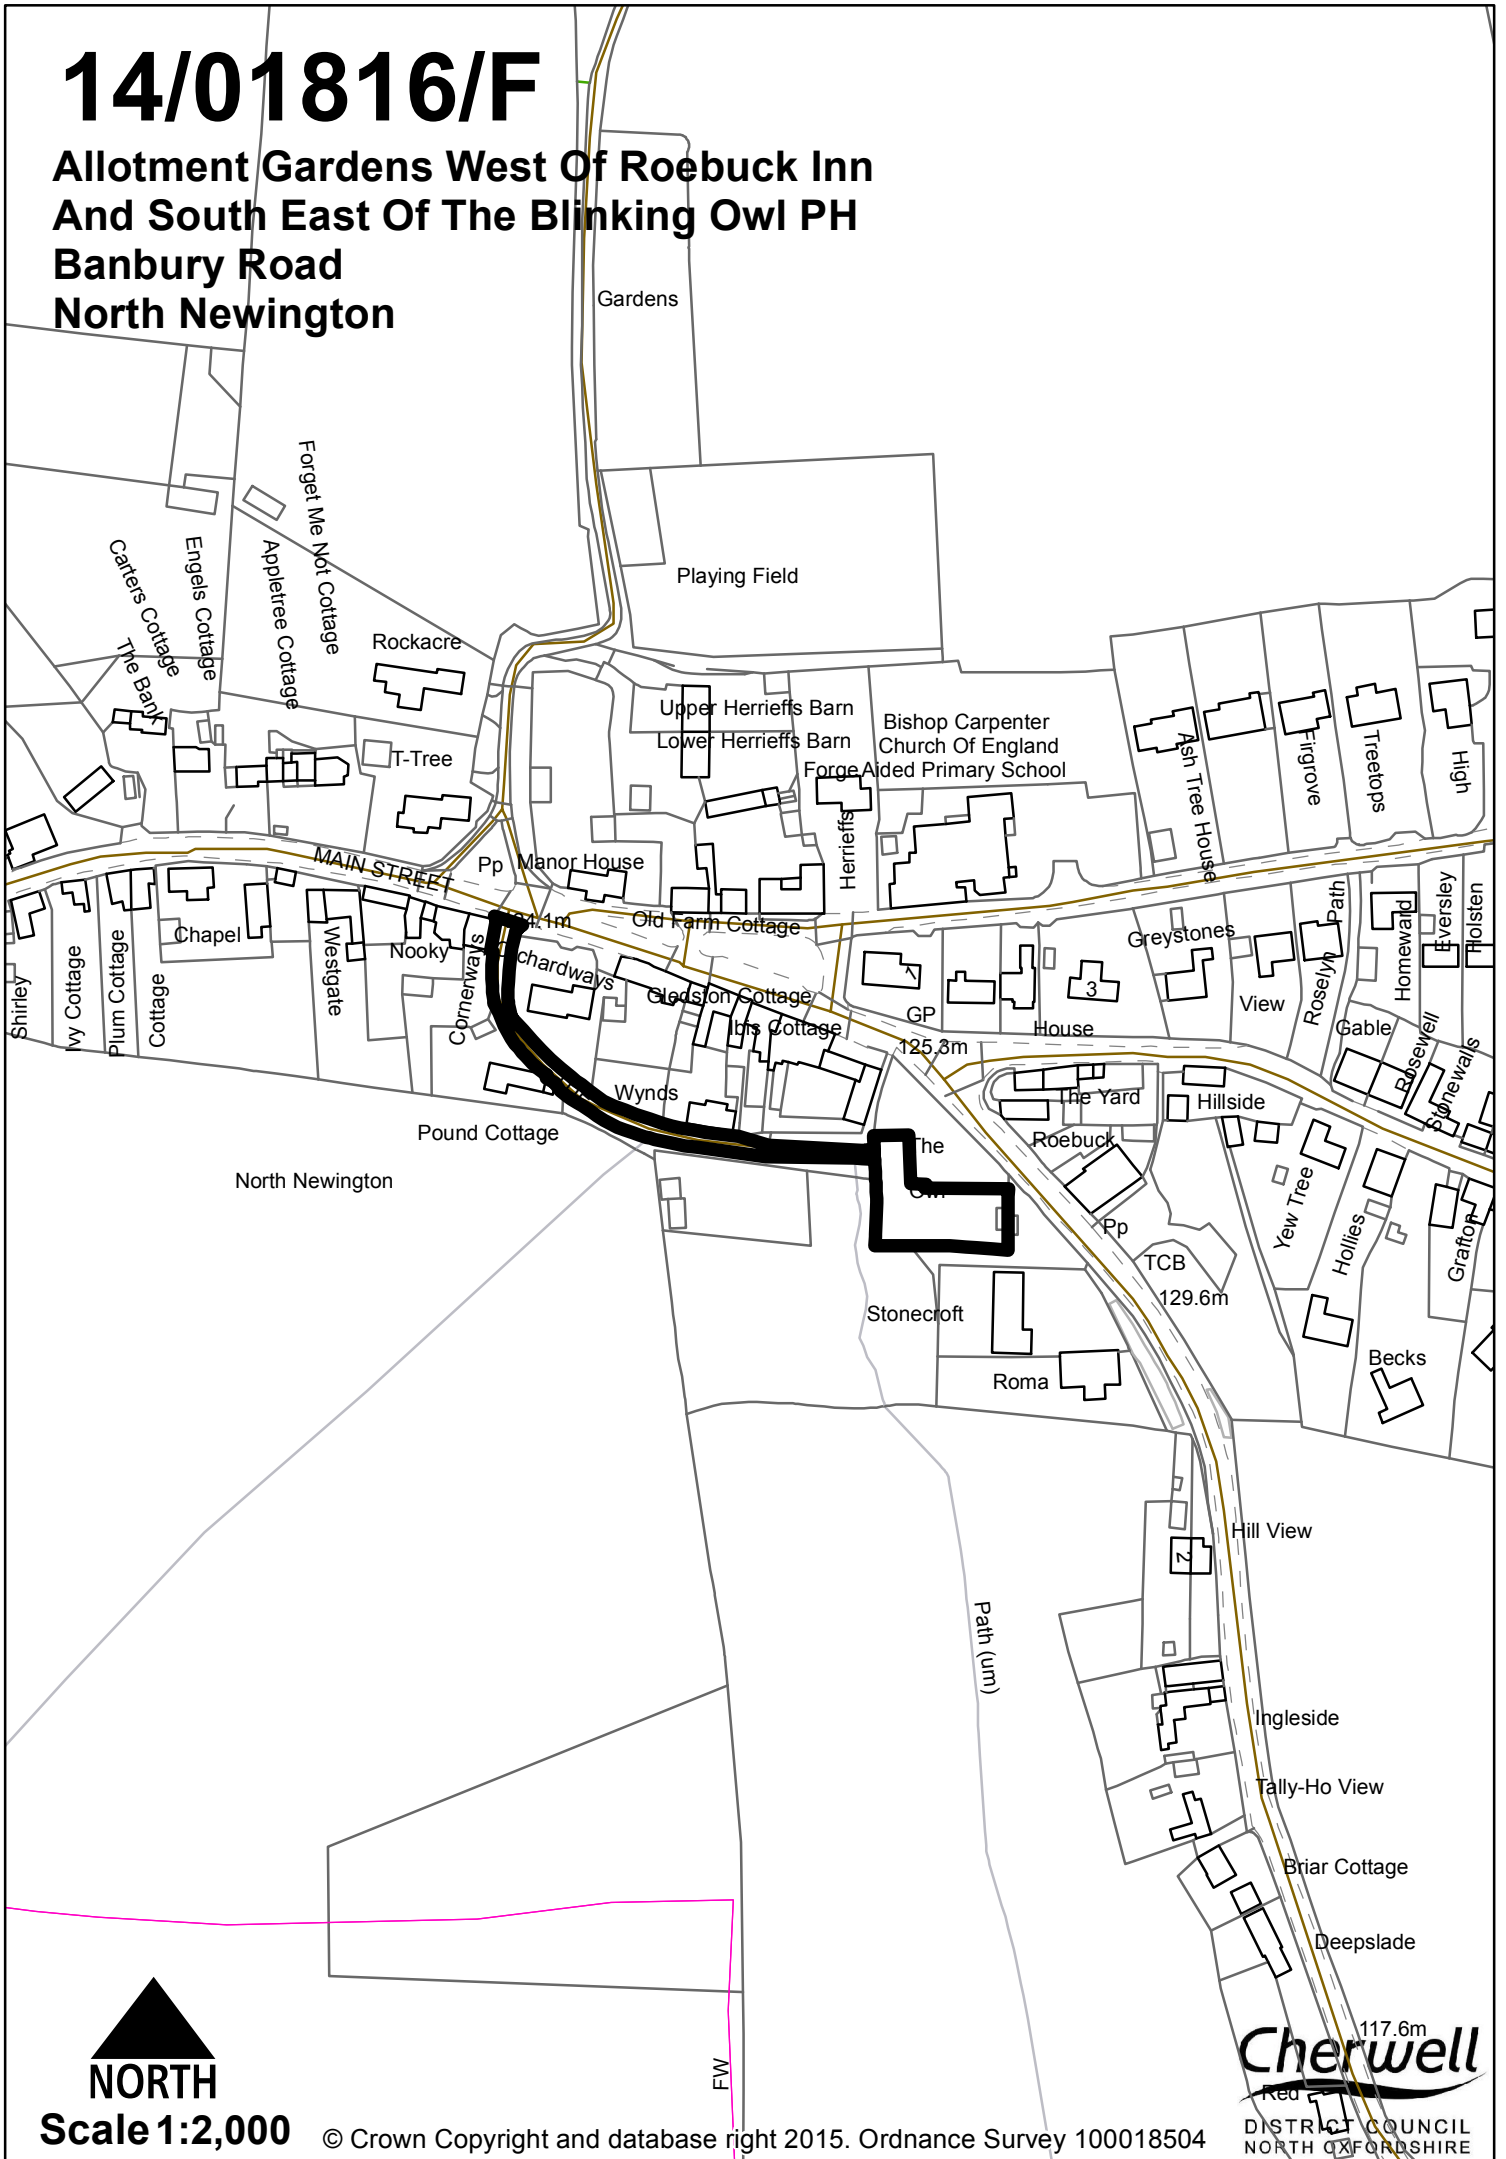 14/01816/F
Allotment Gardens West Of Roebuck Inn
And South East Of The Blinking Owl PH
Banbury Road
North Newington
Gardens
Playing Field
Forget Me Not Cottage
Appletree Cottage
Engels Cottage
Carters Cottage
The Bank
Rockacre
T-Tree
Upper Herrieffs Barn
Lower Herrieffs Barn
Bishop Carpenter
Church Of England
Aided Primary School
Forge
Herrieffs
Ash Tree House
Firgrove
Treetops
High
MAIN STREET
Pp
Manor House
Old Farm Cottage
Chapel
Westgate
Nooky
Cornerways
Orchardways
Gledston Cottage
Ibis Cottage
Shirley
Ivy Cottage
Plum Cottage
Cottage
1
GP
125.3m
House
3
Greystones
View
Roselyn
Path
Gable
Homeward
Eversley
Holsten
Rosewell
Stonewalls
Wynds
Pound Cottage
North Newington
The
Owl
The Yard
Roebuck
Hillside
Pp
TCB
129.6m
Yew Tree
Hollies
Grafton
Becks
Stonecroft
Roma
Hill View
2
Path (um)
Ingleside
Tally-Ho View
Briar Cottage
Deepslade
117.6m
Red
FW
NORTH
Scale 1:2,000
© Crown Copyright and database right 2015. Ordnance Survey 100018504
Cherwell
DISTRICT COUNCIL
NORTH OXFORDSHIRE